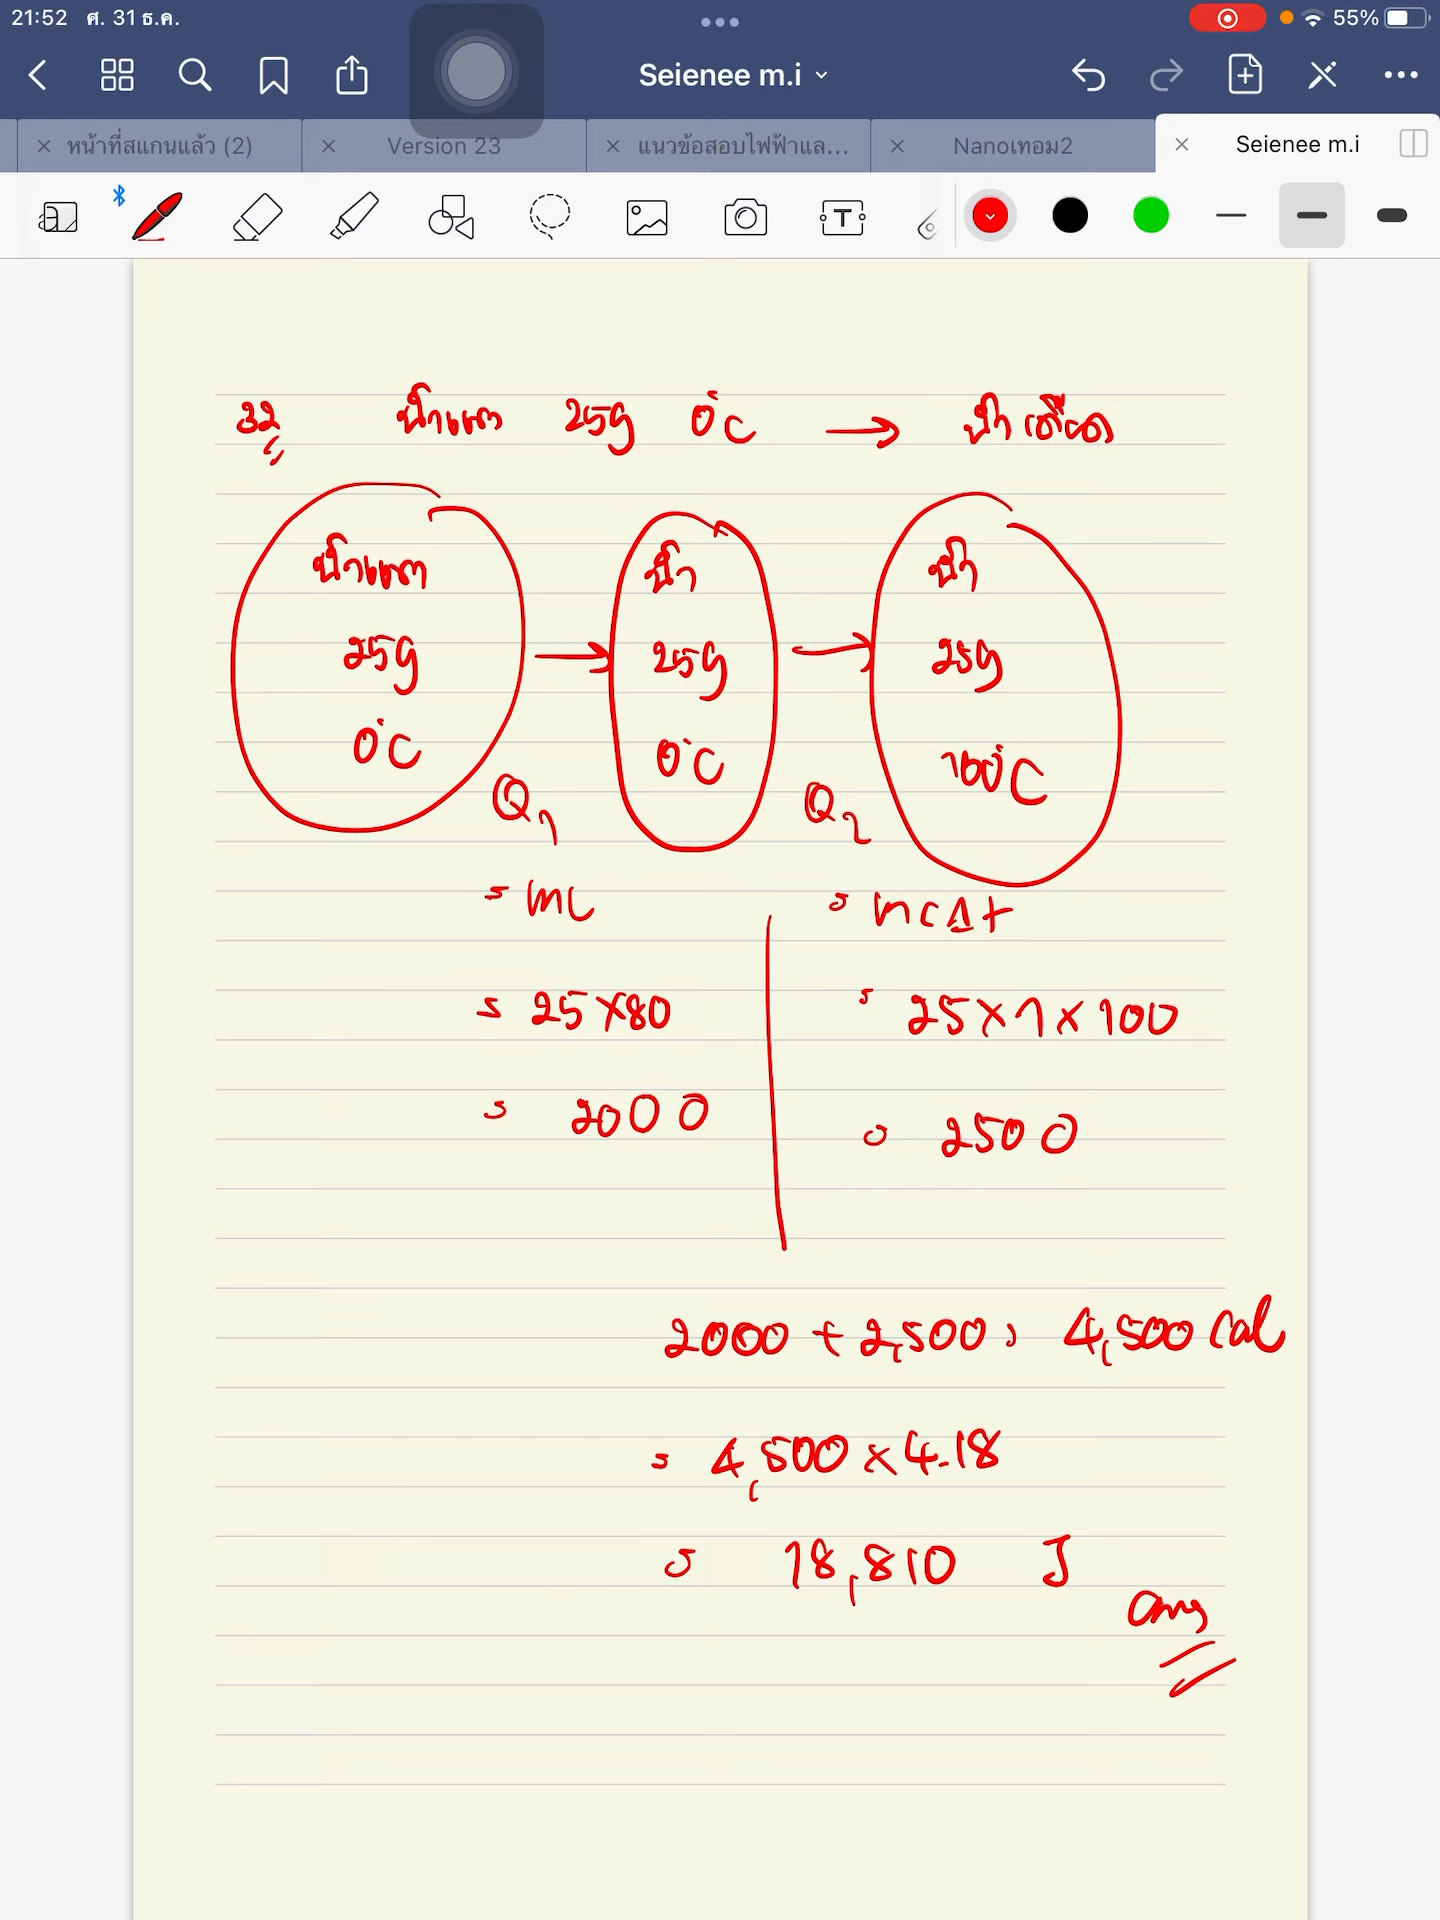 21:52 ศ. 31 ธ.ค. 55%
Seienee m.i
หน้าที่สแกนแล้ว (2) Version 23 แนวข้อสอบไฟฟ้าแล... Nanoเทอม2 Seienee m.i
32 น้ำแข็ง 25g 0°C → น้ำเดือด
น้ำแข็ง น้ำ น้ำ
25g → 25g → 25g
0°C 0°C 100°C
Q1 Q2
= mL = mcΔt
= 25×80 = 25×1×100
= 2000 = 2500
2000 + 2,500 = 4,500 Cal
= 4,500 × 4.18
= 18,810 J
Ans